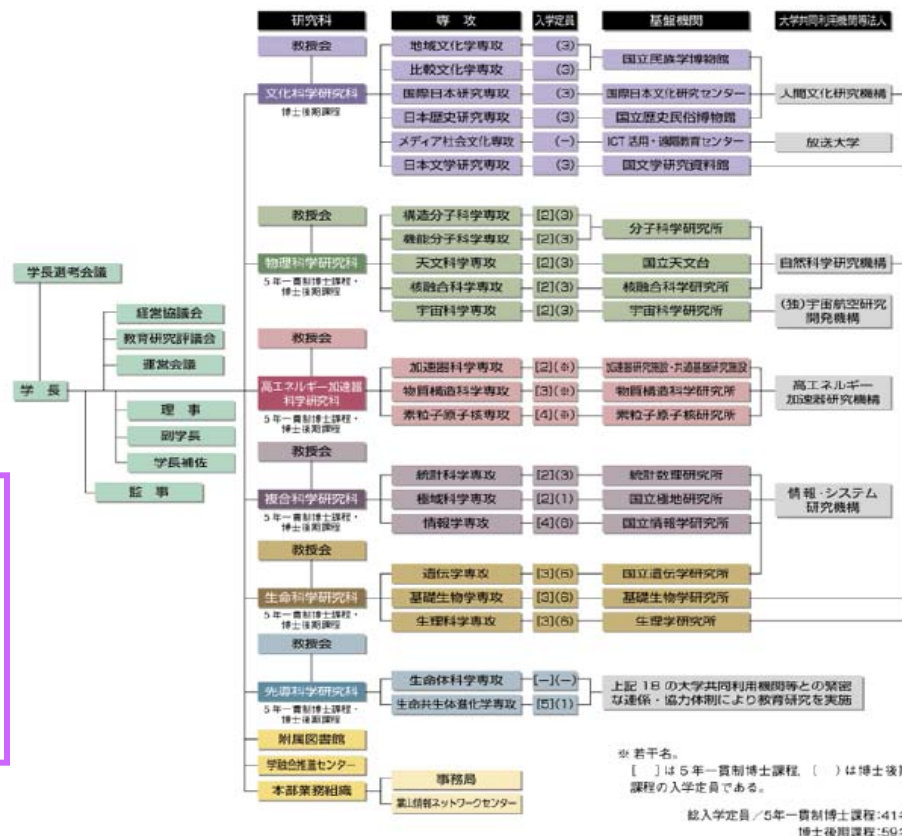 研究科
専 攻
入学定員
基盤機関
大学共同利用機関等法人
教授会
文化科学研究科
博士後期課程
地域文化学専攻 (3)
比較文化学専攻 (3)
国際日本研究専攻 (3)
日本歴史研究専攻 (3)
メディア社会文化専攻 (-)
日本文学研究専攻 (3)
国立民族学博物館
国際日本文化研究センター
国立歴史民俗博物館
ICT 活用・遠隔教育センター
国文学研究資料館
人間文化研究機構
放送大学
教授会
物理科学研究科
5年一貫制博士課程・
博士後期課程
構造分子科学専攻 [2](3)
機能分子科学専攻 [2](3)
天文科学専攻 [2](3)
核融合科学専攻 [2](3)
宇宙科学専攻 [2](3)
分子科学研究所
国立天文台
核融合科学研究所
宇宙科学研究所
自然科学研究機構
(独)宇宙航空研究
開発機構
学長選考会議
学 長
経営協議会
教育研究評議会
運営会議
理 事
副学長
学長補佐
監 事
教授会
高エネルギー加速器
科学研究科
5年一貫制博士課程・
博士後期課程
加速器科学専攻 [2](※)
物質構造科学専攻 [3](※)
素粒子原子核専攻 [4](※)
加速器研究施設・共通基盤研究施設
物質構造科学研究所
素粒子原子核研究所
高エネルギー
加速器研究機構
教授会
複合科学研究科
5年一貫制博士課程・
博士後期課程
統計科学専攻 [2](3)
極域科学専攻 [2](1)
情報学専攻 [4](6)
統計数理研究所
国立極地研究所
国立情報学研究所
情報・システム
研究機構
教授会
生命科学研究科
5年一貫制博士課程・
博士後期課程
遺伝学専攻 [3](6)
基礎生物学専攻 [3](6)
生理科学専攻 [3](6)
国立遺伝学研究所
基礎生物学研究所
生理学研究所
教授会
先導科学研究科
5年一貫制博士課程・
博士後期課程
生命体科学専攻 [-](-)
生命共生体進化学専攻 [5](1)
上記 18 の大学共同利用機関等との緊密
な連係・協力体制により教育研究を実施
附属図書館
学融合推進センター
本部業務組織
事務局
葉山情報ネットワークセンター
※ 若干名。
[ ]は5年一貫制博士課程, ( )は博士後期
課程の入学定員である。
総入学定員／5年一貫制博士課程:41
博士後期課程:59